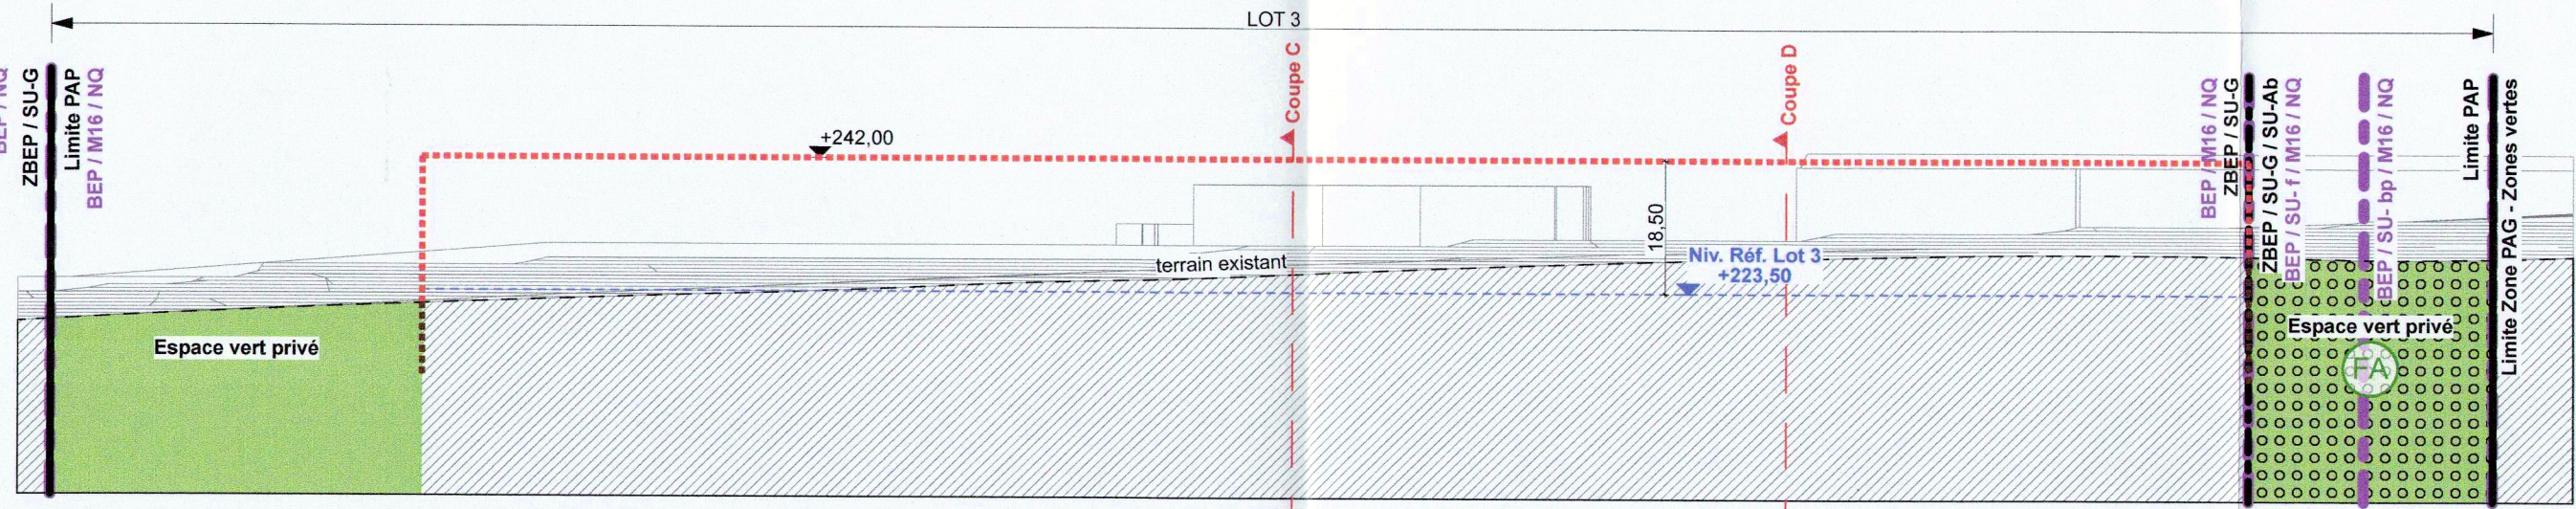 LOT 3
BEP / NQ
ZBEP / SU-G
Limite PAP
BEP / M16 / NQ
+242,00
Coupe C
Coupe D
terrain existant
18,50
Niv. Réf. Lot 3
+223,50
Espace vert privé
BEP / M16 / NQ
ZBEP / SU-G
ZBEP / SU-G / SU-Ab
BEP / SU- f / M16 / NQ
BEP / SU- bp / M16 / NQ
Limite PAP
Limite Zone PAG - Zones vertes
Espace vert privé
FA